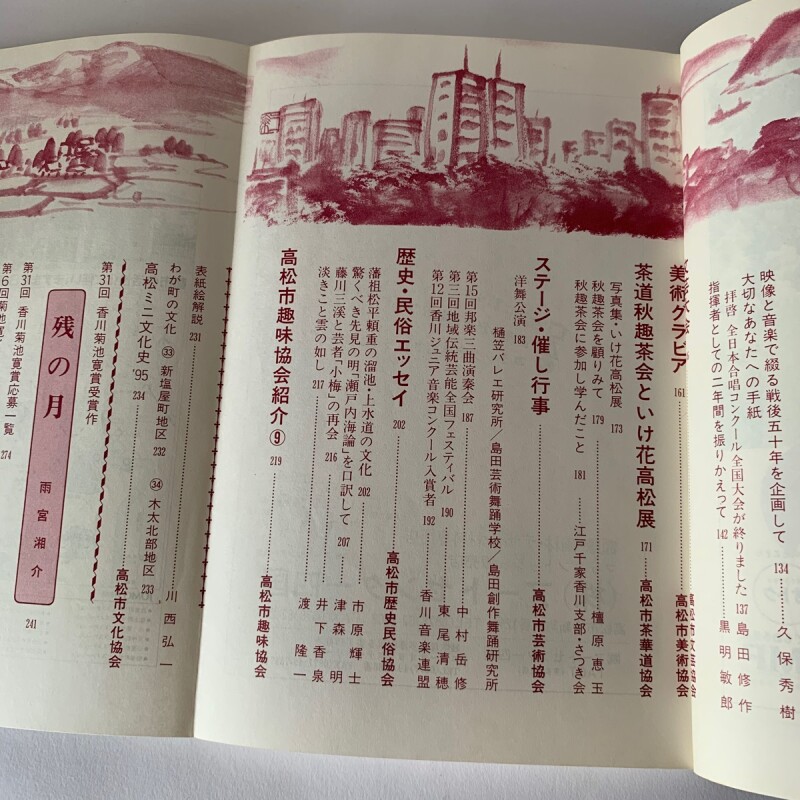 映像と音楽で綴る戦後五十年を企画して 134 久保秀樹
大切なあなたへの手紙
拝啓 全日本合唱コンクール全国大会が終りました 137 島田修作
指揮者としての二年間を振りかえって 142 黒明敏郎
高松市文芸協会
美術グラビア 161 高松市美術協会
茶道秋趣茶会といけ花高松展 171 高松市茶華道協会
写真集・いけ花高松展 173
秋趣茶会を顧りみて 179 檀原恵玉
秋趣茶会に参加し学んだこと 181 江戸千家香川支部・さつき会
ステージ・催し行事 高松市芸術協会
洋舞公演 183
樋笠バレエ研究所/島田芸術舞踊学校/島田創作舞踊研究所
第15回邦楽三曲演奏会 187 中村岳修
第三回地域伝統芸能全国フェスティバル 190 東尾清穂
第12回香川ジュニア音楽コンクール入賞者 192 香川音楽連盟
歴史・民俗エッセイ 202 高松市歴史民俗協会
藩祖松平頼重の溜池・上水道の文化 202 市原輝士
驚くべき先見の明「瀬戸内海論」を口訳して 207 津森明
藤川三溪と芸者「小梅」の再会 216 井下香泉
淡きこと雲の如し 217 渡隆一
高松市趣味協会紹介⑨ 219 高松市趣味協会
表紙絵解説 231 川西弘一
わが町の文化 ㉝ 新塩屋町地区 232 ㉞ 木太北部地区 233
高松ミニ文化史'95 234 高松市文化協会
第31回 香川菊池寛賞受賞作
残の月 雨宮湘介 241
第31回 香川菊池寛賞応募一覧 274
第6回菊池寛